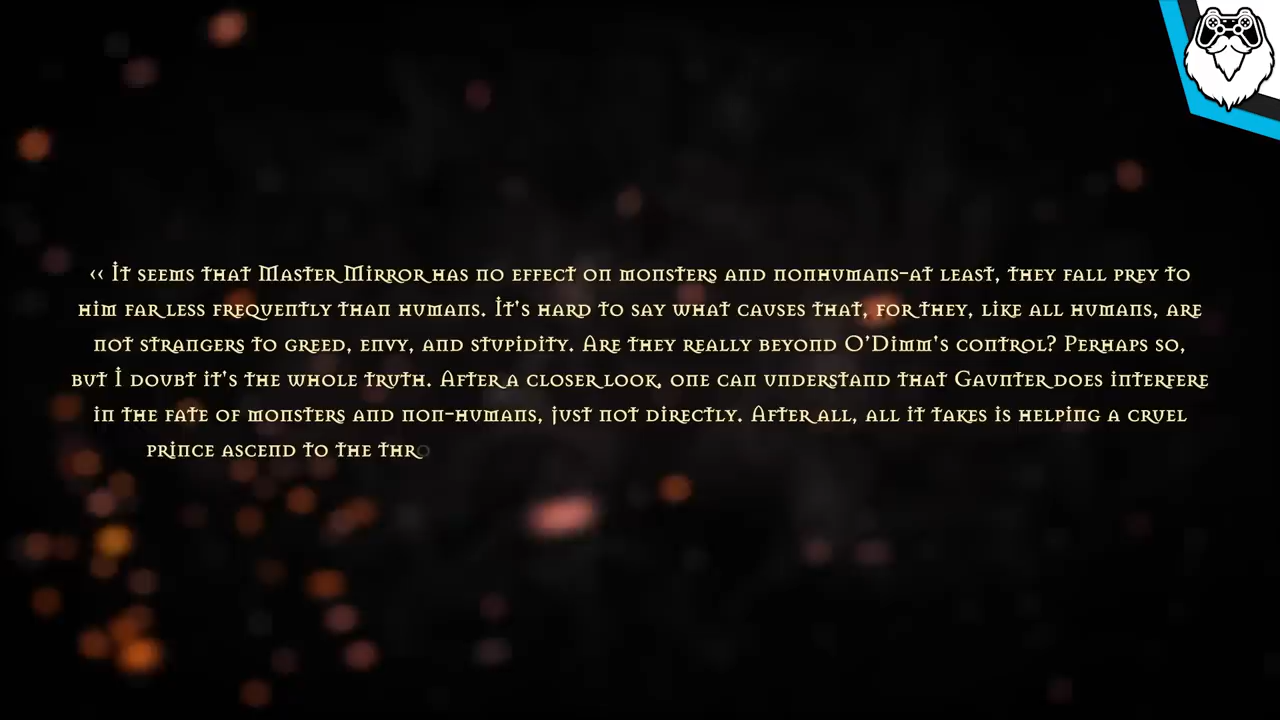 ‹‹ It seems that Master Mirror has no effect on monsters and nonhumans-at least, they fall prey to
him far less frequently than humans. It's hard to say what causes that, for they, like all humans, are
not strangers to greed, envy, and stupidity. Are they really beyond O'Dimm's control? Perhaps so,
but I doubt it's the whole truth. After a closer look, one can understand that Gaunter does interfere
in the fate of monsters and non-humans, just not directly. After all, all it takes is helping a cruel
prince ascend to the thro